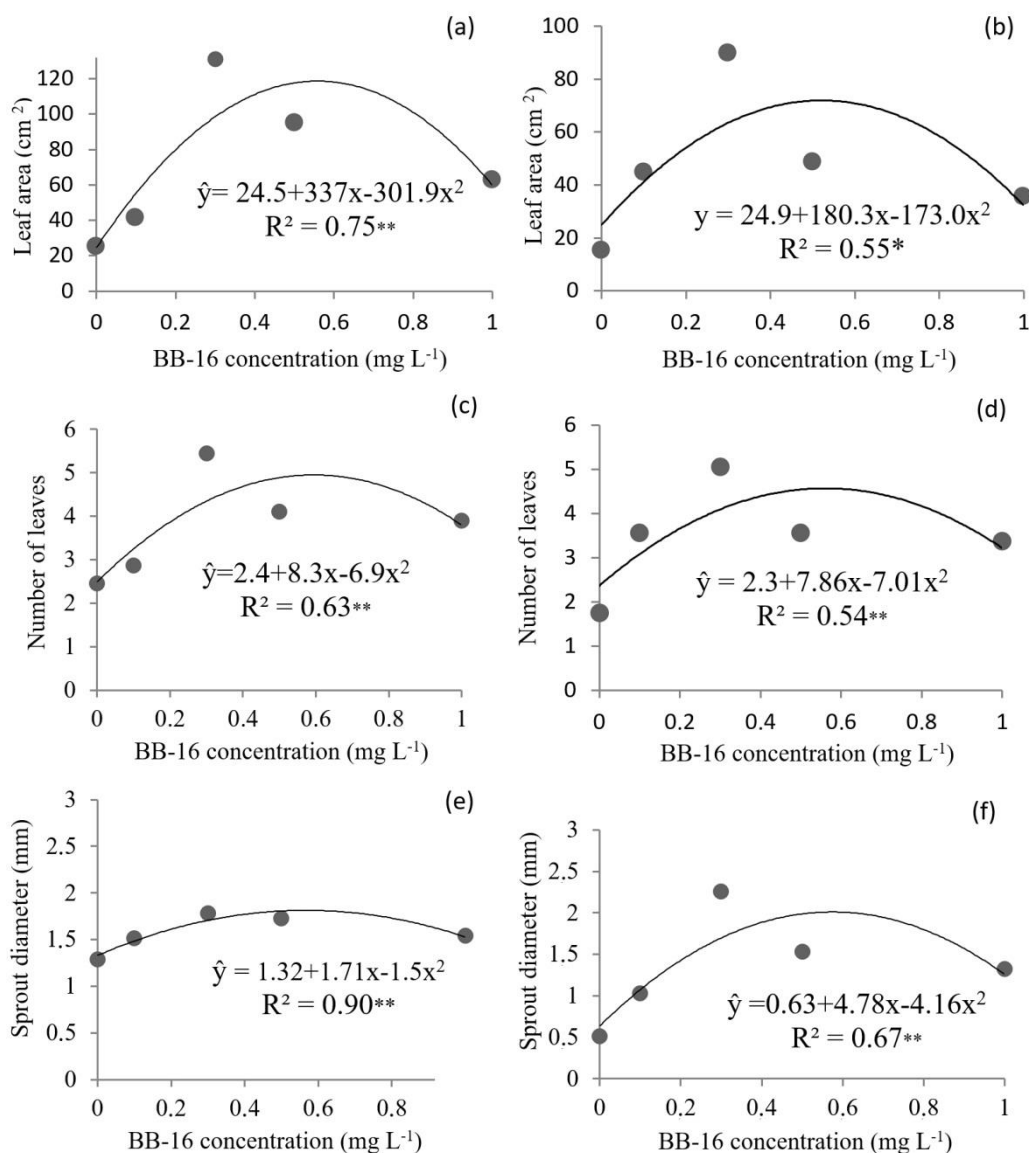 (a)
Leaf area (cm ²)
120
100
80
60
40
20
0
ŷ= 24.5+337x-301.9x²
R² = 0.75**
0 0.2 0.4 0.6 0.8 1
BB-16 concentration (mg L⁻¹)
(b)
Leaf area (cm ²)
100
80
60
40
20
0
y = 24.9+180.3x-173.0x²
R² = 0.55*
0 0.2 0.4 0.6 0.8 1
BB-16 concentration (mg L⁻¹)
(c)
Number of leaves
6
5
4
3
2
1
0
ŷ=2.4+8.3x-6.9x²
R² = 0.63**
0 0.2 0.4 0.6 0.8 1
BB-16 concentration (mg L⁻¹)
(d)
Number of leaves
6
5
4
3
2
1
0
ŷ = 2.3+7.86x-7.01x²
R² = 0.54**
0 0.2 0.4 0.6 0.8 1
BB-16 concentration (mg L⁻¹)
(e)
Sprout diameter (mm)
3
2.5
2
1.5
1
0.5
0
ŷ = 1.32+1.71x-1.5x²
R² = 0.90**
0 0.2 0.4 0.6 0.8
BB-16 concentration (mg L⁻¹)
(f)
Sprout diameter (mm)
3
2.5
2
1.5
1
0.5
0
ŷ =0.63+4.78x-4.16x²
R² = 0.67**
0 0.2 0.4 0.6 0.8 1
BB-16 concentration (mg L⁻¹)